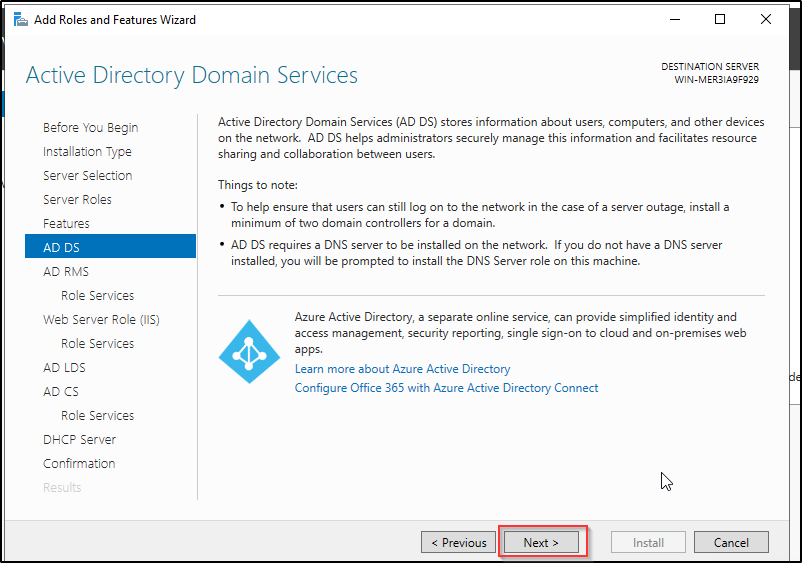 Add Roles and Features Wizard
Active Directory Domain Services
DESTINATION SERVER
WIN-MER3IA9F929
Before You Begin
Installation Type
Server Selection
Server Roles
Features
AD DS
AD RMS
Role Services
Web Server Role (IIS)
Role Services
AD LDS
AD CS
Role Services
DHCP Server
Confirmation
Results
Active Directory Domain Services (AD DS) stores information about users, computers, and other devices
on the network. AD DS helps administrators securely manage this information and facilitates resource
sharing and collaboration between users.
Things to note:
• To help ensure that users can still log on to the network in the case of a server outage, install a
minimum of two domain controllers for a domain.
• AD DS requires a DNS server to be installed on the network. If you do not have a DNS server
installed, you will be prompted to install the DNS Server role on this machine.
Azure Active Directory, a separate online service, can provide simplified identity and
access management, security reporting, single sign-on to cloud and on-premises web
apps.
Learn more about Azure Active Directory
Configure Office 365 with Azure Active Directory Connect
< Previous
Next >
Install
Cancel